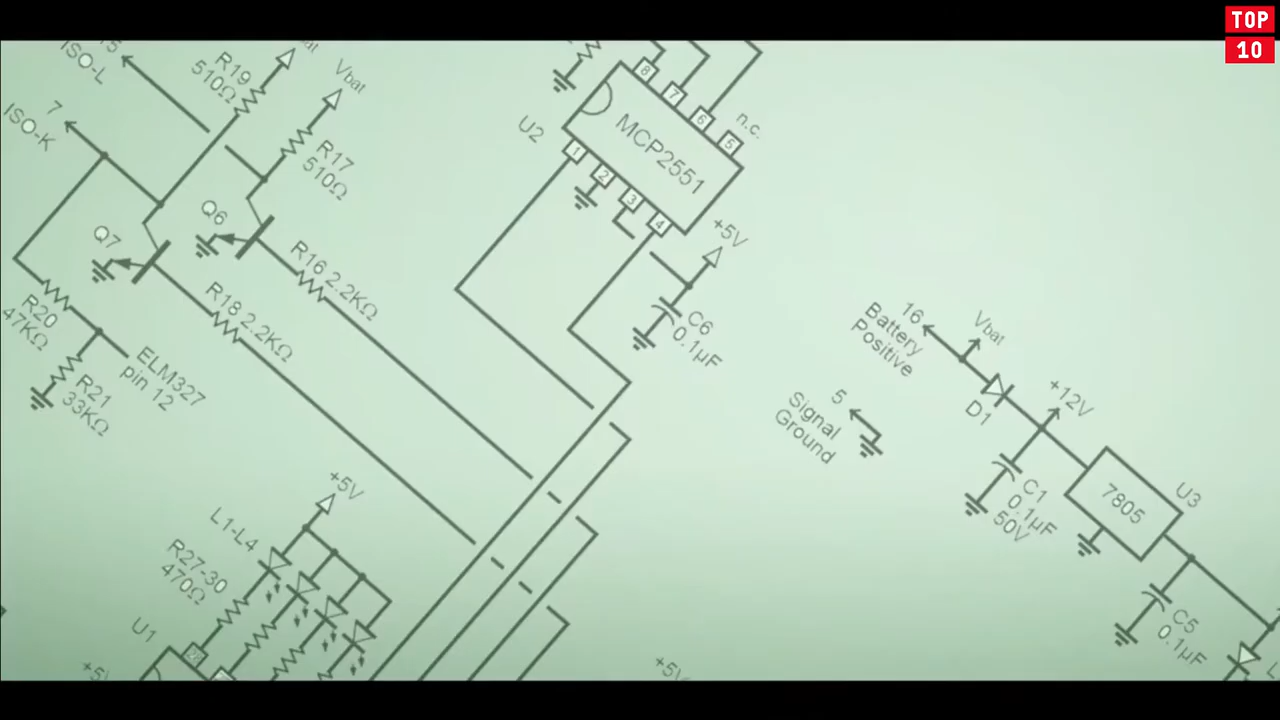 TOP
10
15
ISO-L
7
ISO-K
R19
510Ω
Vbat
R17
510Ω
Q6
Q7
R16 2.2KΩ
R18 2.2KΩ
R20
47KΩ
R21
33KΩ
ELM327
pin 12
U2
MCP2551
8
7
6
5
n.c.
1
2
3
4
+5V
C6
0.1µF
16
Battery
Positive
Vbat
D1
+12V
5
Signal
Ground
C1
0.1µF
50V
7805
U3
C5
0.1µF
+5V
L1-L4
R27-30
470Ω
U1
+5V
+5V